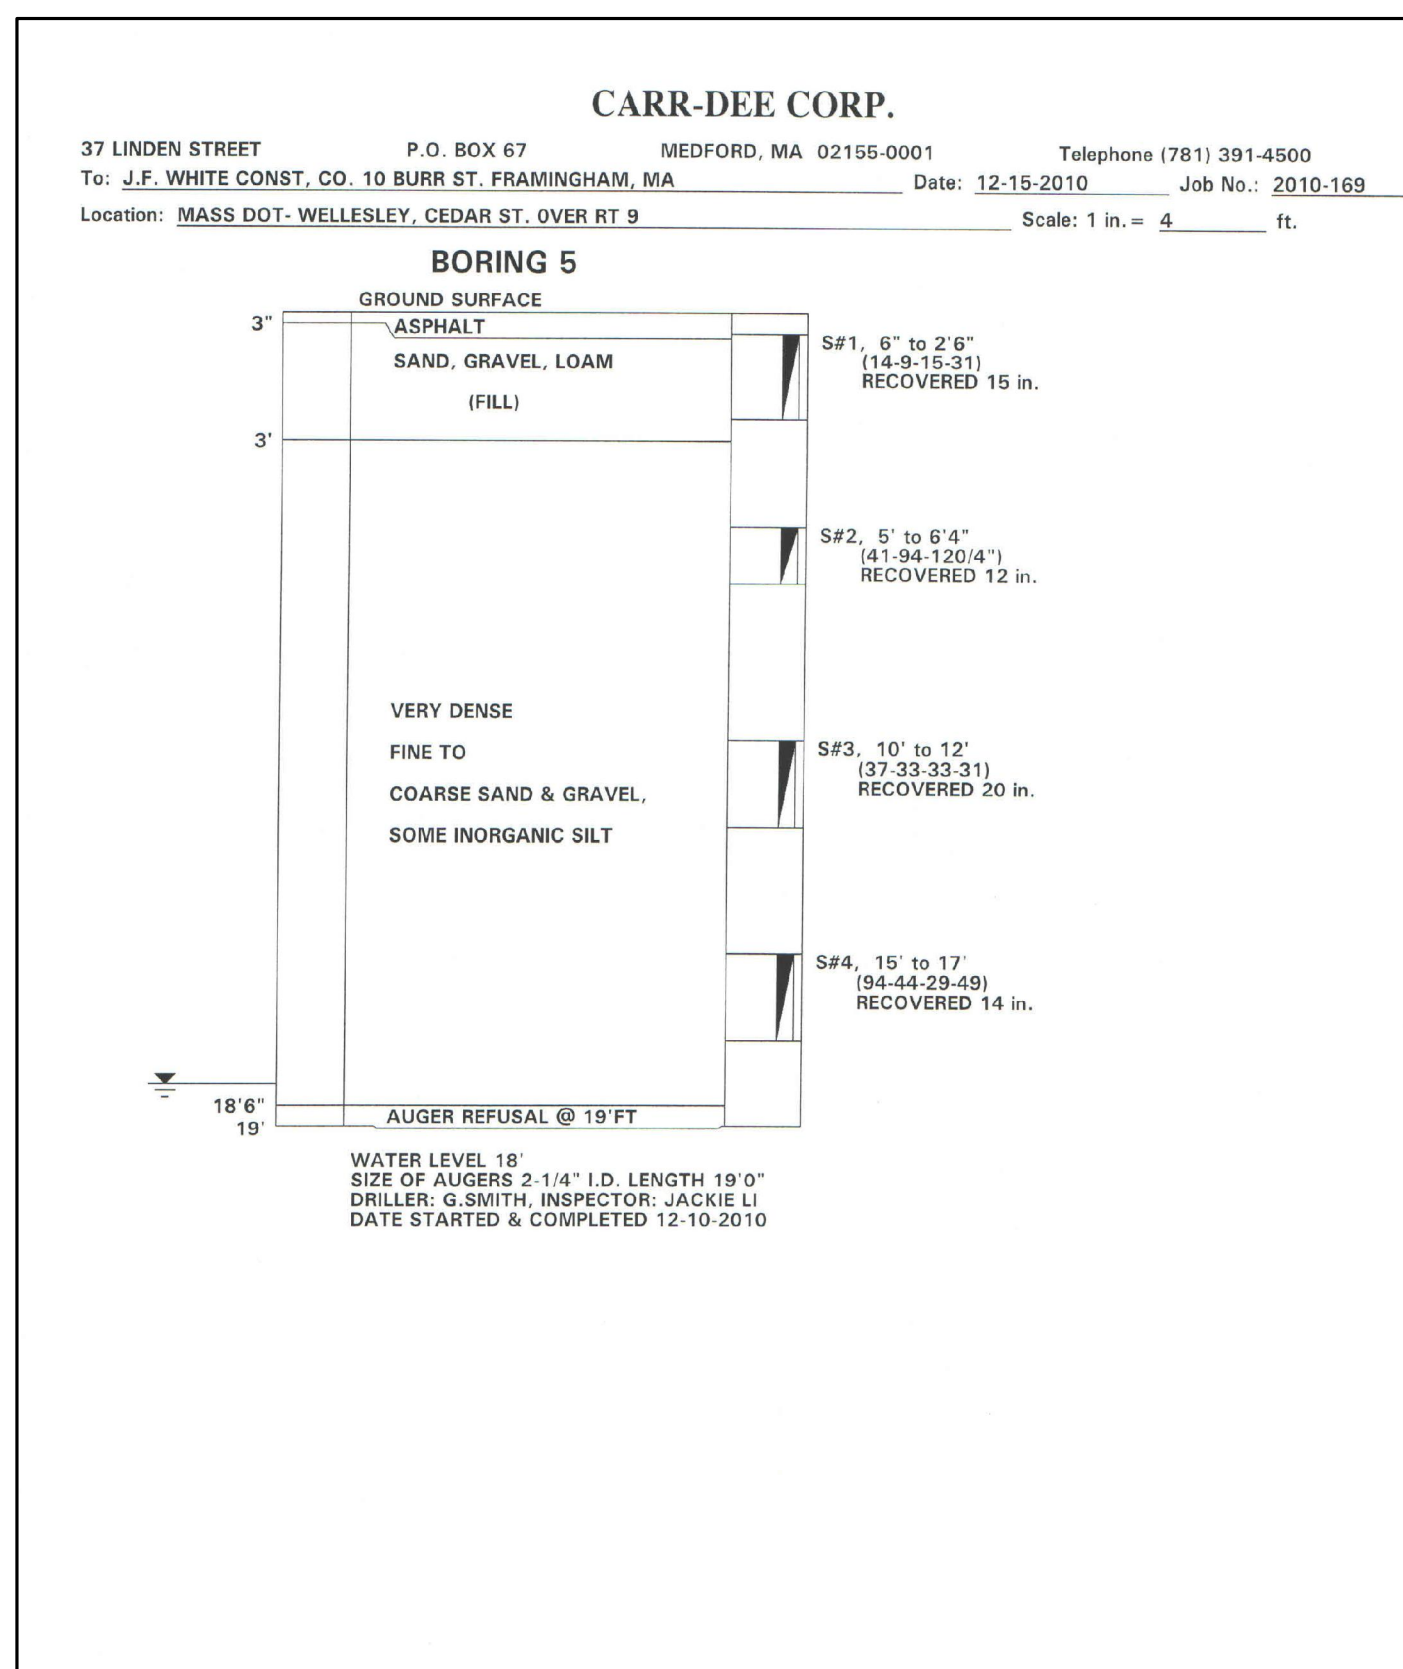 CARR-DEE CORP.
37 LINDEN STREET P.O. BOX 67 MEDFORD, MA 02155-0001 Telephone (781) 391-4500
To: J.F. WHITE CONST, CO. 10 BURR ST. FRAMINGHAM, MA Date: 12-15-2010 Job No.: 2010-169
Location: MASS DOT- WELLESLEY, CEDAR ST. 0VER RT 9 Scale: 1 in. = 4 ft.
BORING 5
GROUND SURFACE
3" ASPHALT
SAND, GRAVEL, LOAM
(FILL)
S#1, 6" to 2'6"
(14-9-15-31)
RECOVERED 15 in.
3'
S#2, 5' to 6'4"
(41-94-120/4")
RECOVERED 12 in.
VERY DENSE
FINE TO
COARSE SAND & GRAVEL,
SOME INORGANIC SILT
S#3, 10' to 12'
(37-33-33-31)
RECOVERED 20 in.
S#4, 15' to 17'
(94-44-29-49)
RECOVERED 14 in.
18'6"
19'
AUGER REFUSAL @ 19'FT
WATER LEVEL 18'
SIZE OF AUGERS 2-1/4" I.D. LENGTH 19'0"
DRILLER: G.SMITH, INSPECTOR: JACKIE LI
DATE STARTED & COMPLETED 12-10-2010